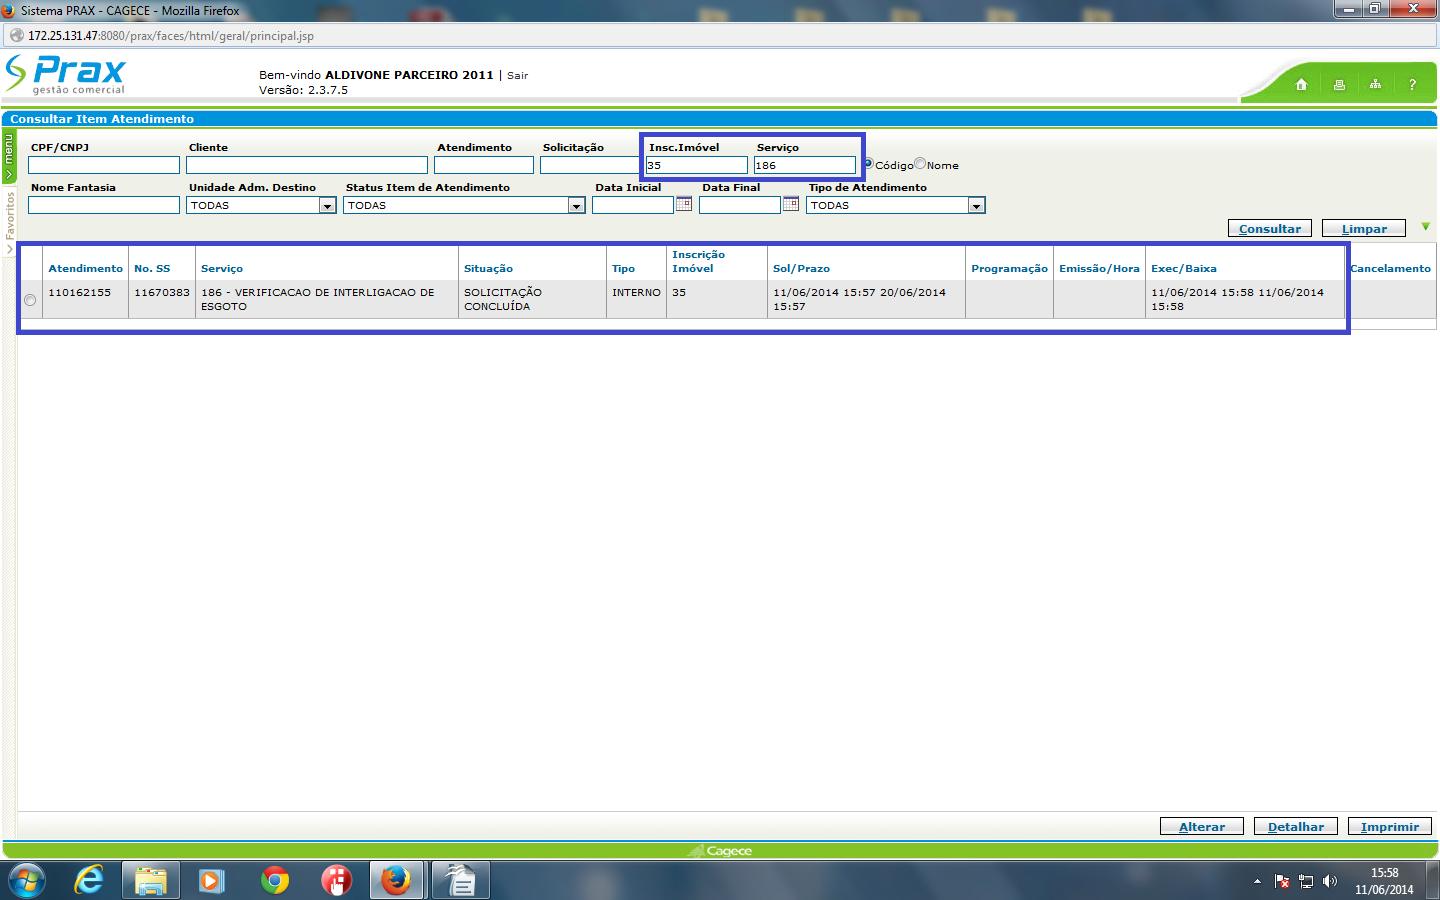 Sistema PRAX - CAGECE - Mozilla Firefox
172.25.131.47:8080/prax/faces/html/geral/principal.jsp
Prax
gestão comercial
Bem-vindo ALDIVONE PARCEIRO 2011 | Sair
Versão: 2.3.7.5
?
Consultar Item Atendimento
menu
Favoritos
CPF/CNPJ Cliente Atendimento Solicitação Insc.Imóvel Serviço
35 186 Código Nome
Nome Fantasia Unidade Adm. Destino Status Item de Atendimento Data Inicial Data Final Tipo de Atendimento
TODAS TODAS TODAS
Consultar Limpar
Atendimento No. SS Serviço Situação Tipo Inscrição Imóvel Sol/Prazo Programação Emissão/Hora Exec/Baixa Cancelamento
110162155 11670383 186 - VERIFICACAO DE INTERLIGACAO DE SOLICITAÇÃO INTERNO 35 11/06/2014 15:57 20/06/2014 11/06/2014 15:58 11/06/2014
ESGOTO CONCLUÍDA 15:57 15:58
Alterar Detalhar Imprimir
Cagece
15:58
11/06/2014